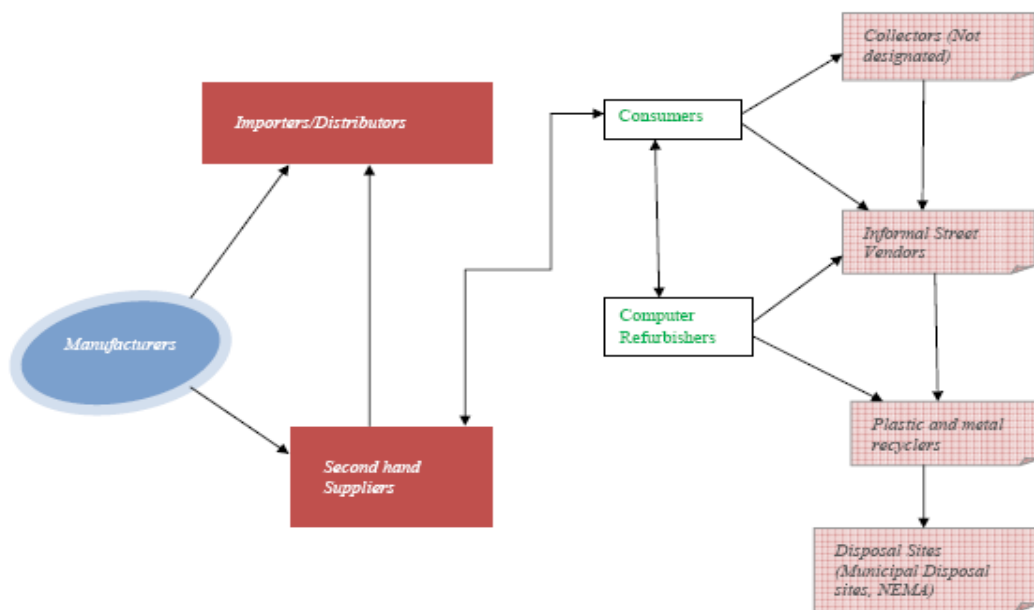 Collectors (Not
designated)
Importers/Distributors
Consumers
Informal Street
Vendors
Computer
Refurbishers
Manufacturers
Plastic and metal
recyclers
Second hand
Suppliers
Disposal Sites
(Municipal Disposal
sites, NEMA)